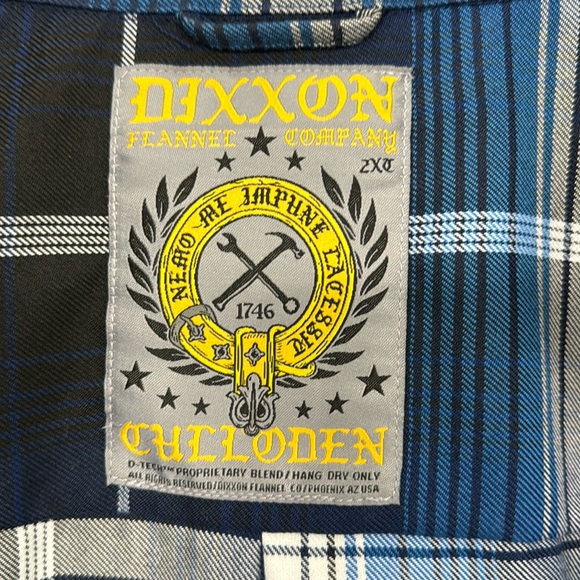 DIXXON
FLANNEL COMPANY
2XT
NEMO ME IMPUNE LACESSIT
1746
CULLODEN
D-TECH™ PROPRIETARY BLEND / HANG DRY ONLY
ALL RIGHTS RESERVED/DIXXON FLANNEL CO/PHOENIX AZ USA